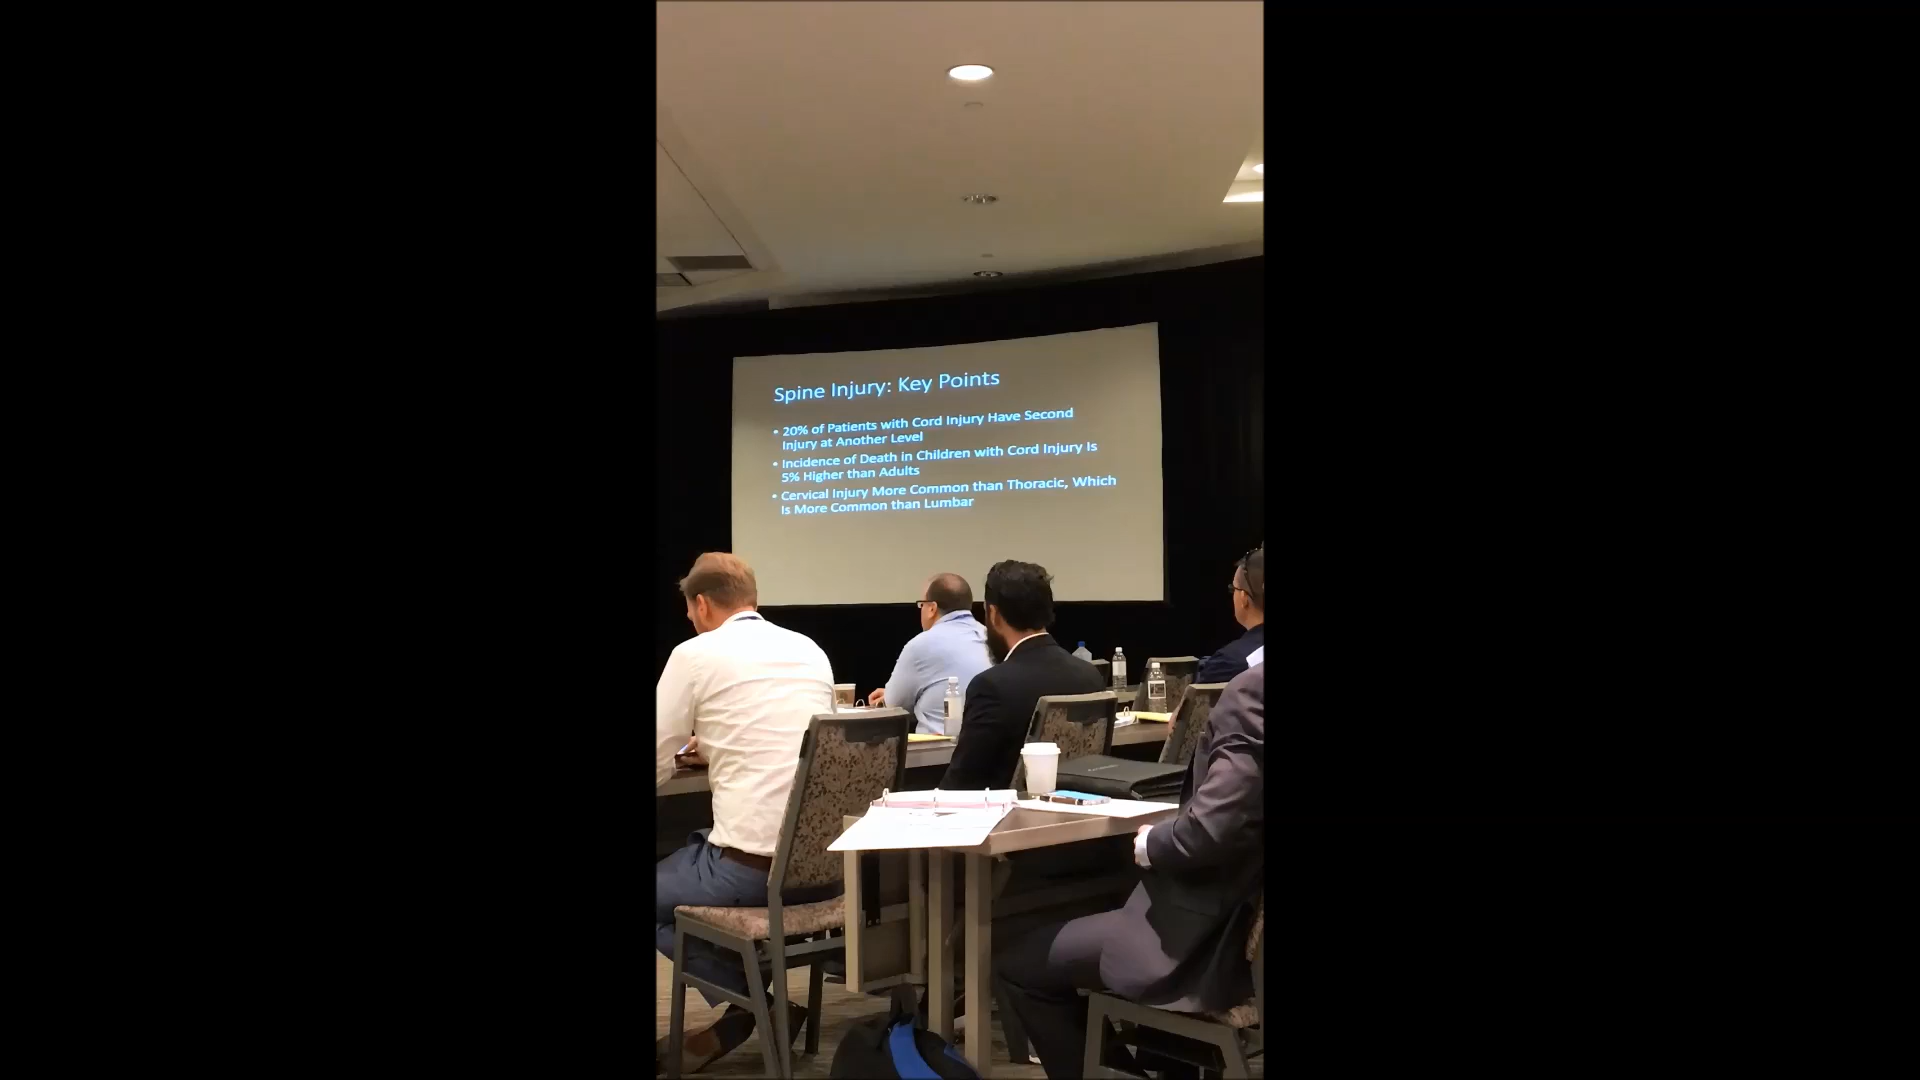 Spine Injury: Key Points
• 20% of Patients with Cord Injury Have Second
Injury at Another Level
• Incidence of Death in Children with Cord Injury Is
5% Higher than Adults
• Cervical Injury More Common than Thoracic, Which
Is More Common than Lumbar